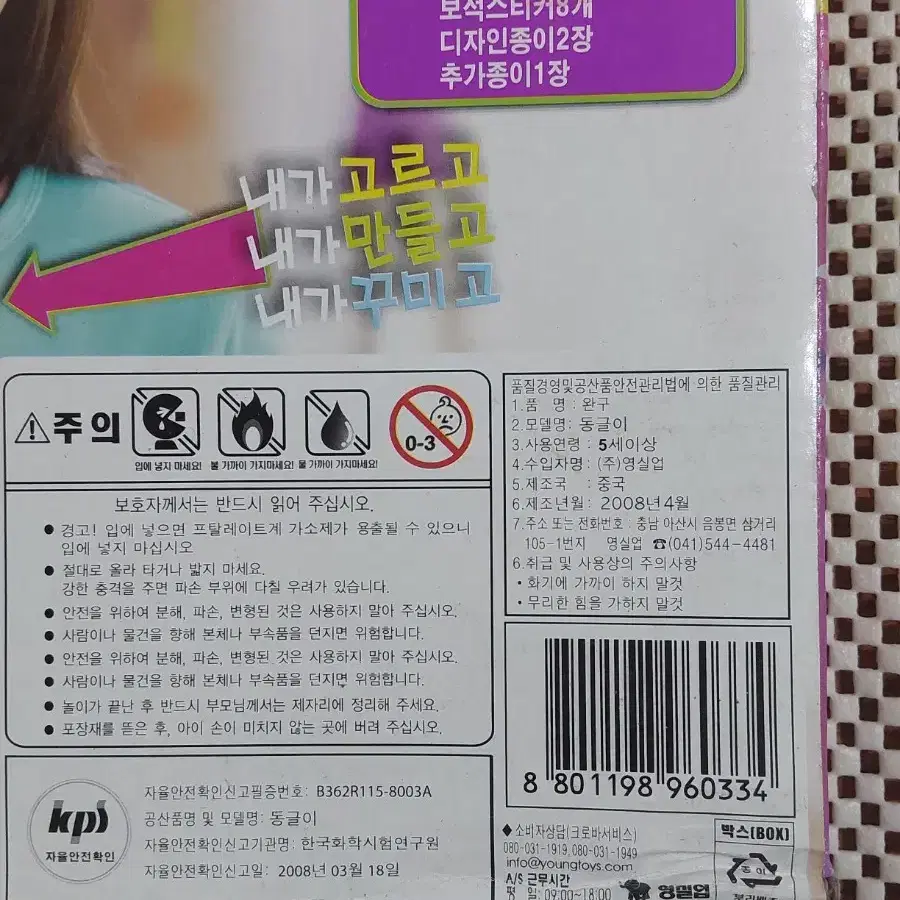 보석스티커8개
디자인종이2장
추가종이1장
내가고르고
내가만들고
내가꾸미고
주의
입에 넣지 마세요!
불 가까이 가지마세요!
물 가까이 가지마세요!
0-3
보호자께서는 반드시 읽어 주십시오.
● 경고! 입에 넣으면 프탈레이트계 가소제가 용출될 수 있으니
입에 넣지 마십시오
● 절대로 올라 타거나 밟지 마세요.
강한 충격을 주면 파손 부위에 다칠 우려가 있습니다.
● 안전을 위하여 분해, 파손, 변형된 것은 사용하지 말아 주십시오.
● 사람이나 물건을 향해 본체나 부속품을 던지면 위험합니다.
● 안전을 위하여 분해, 파손, 변형된 것은 사용하지 말아 주십시오.
● 사람이나 물건을 향해 본체나 부속품을 던지면 위험합니다.
● 놀이가 끝난 후 반드시 부모님께서는 제자리에 정리해 주세요.
● 포장재를 뜯은 후, 아이 손이 미치지 않는 곳에 버려 주십시오.
품질경영및공산품안전관리법에 의한 품질관리
1. 품 명 : 완구
2. 모델명: 동글이
3. 사용연령 : 5세이상
4. 수입자명 : (주)영실업
5. 제조국 : 중국
6. 제조년월 : 2008년4월
7. 주소 또는 전화번호 : 충남 아산시 음봉면 삼거리
105-1번지 영실업 ☎(041)544-4481
6. 취급 및 사용상의 주의사항
• 화기에 가까이 하지 말것
• 무리한 힘을 가하지 말것
8 801198 960334
kps
자율안전확인
자율안전확인신고필증번호: B362R115-8003A
공산품명 및 모델명: 동글이
자율안전확인신고기관명 : 한국화학시험연구원
자율안전확인신고일: 2008년 03월 18일
◆소비자상담(크로바서비스)
080-031-1919, 080-031-1949
info@youngtoys.com
A/S 근무시간
평 일 : 09:00~18:00
영실업
박스(BOX)
종이